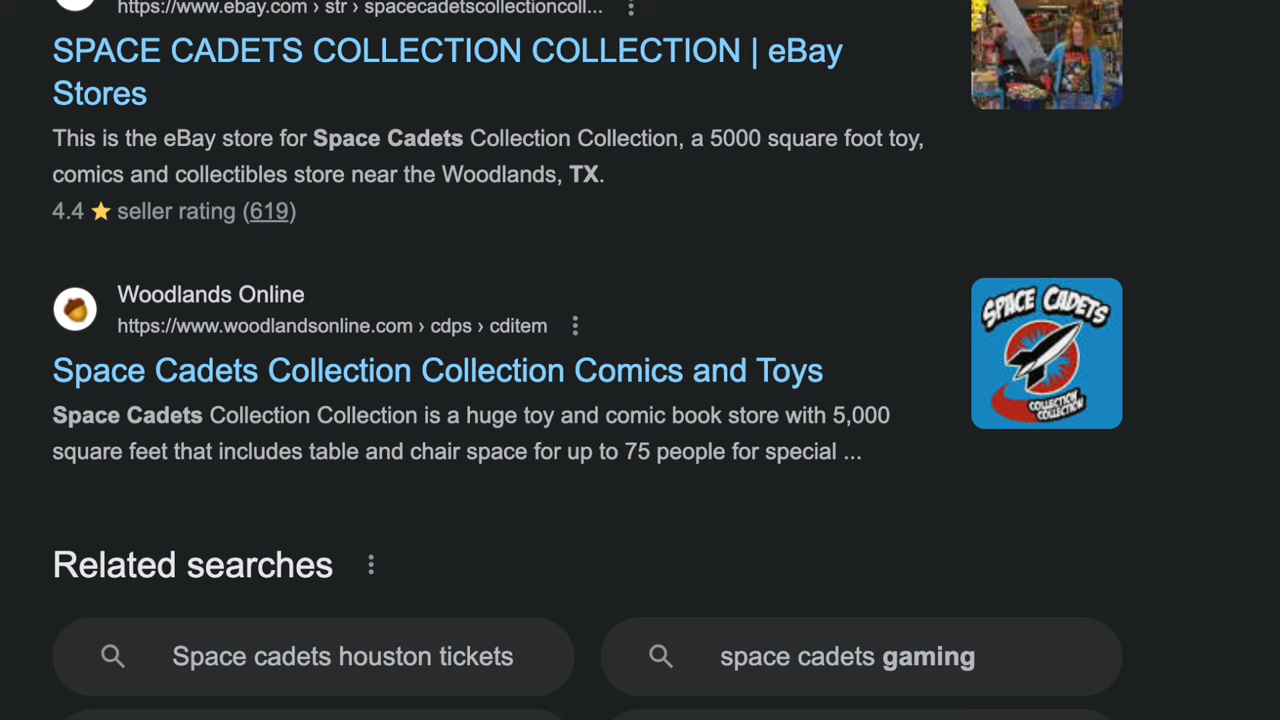 https://www.ebay.com › str › spacecadetscollectioncoll...
SPACE CADETS COLLECTION COLLECTION | eBay
Stores
This is the eBay store for Space Cadets Collection Collection, a 5000 square foot toy,
comics and collectibles store near the Woodlands, TX.
4.4 ★ seller rating (619)
Woodlands Online
https://www.woodlandsonline.com › cdps › cditem
SPACE CADETS
COLLECTION
COLLECTION
Space Cadets Collection Collection Comics and Toys
Space Cadets Collection Collection is a huge toy and comic book store with 5,000
square feet that includes table and chair space for up to 75 people for special ...
Related searches
Space cadets houston tickets
space cadets gaming